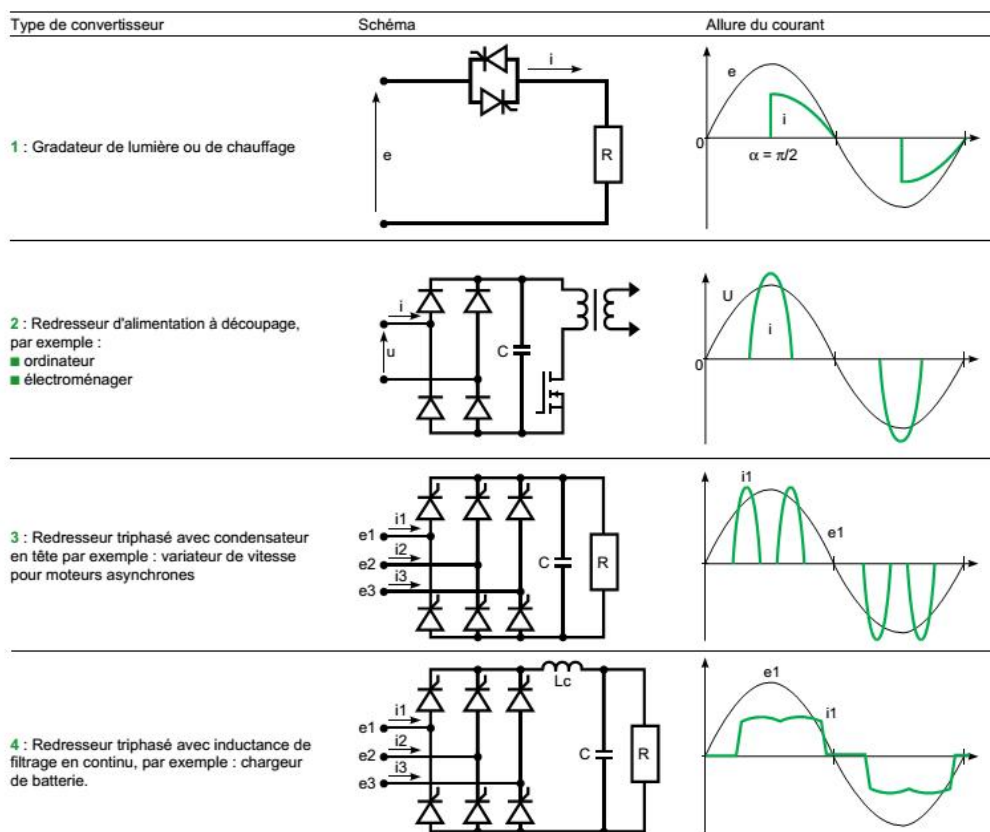 Type de convertisseur
Schéma
Allure du courant
1 : Gradateur de lumière ou de chauffage
i
e
R
e
i
0
α = π/2
2 : Redresseur d'alimentation à découpage,
par exemple :
■ ordinateur
■ électroménager
i
u
C
U
i
0
3 : Redresseur triphasé avec condensateur
en tête par exemple : variateur de vitesse
pour moteurs asynchrones
e1
i1
e2
i2
e3
i3
C
R
i1
e1
4 : Redresseur triphasé avec inductance de
filtrage en continu, par exemple : chargeur
de batterie.
Lc
e1
i1
e2
i2
e3
i3
C
R
e1
i1